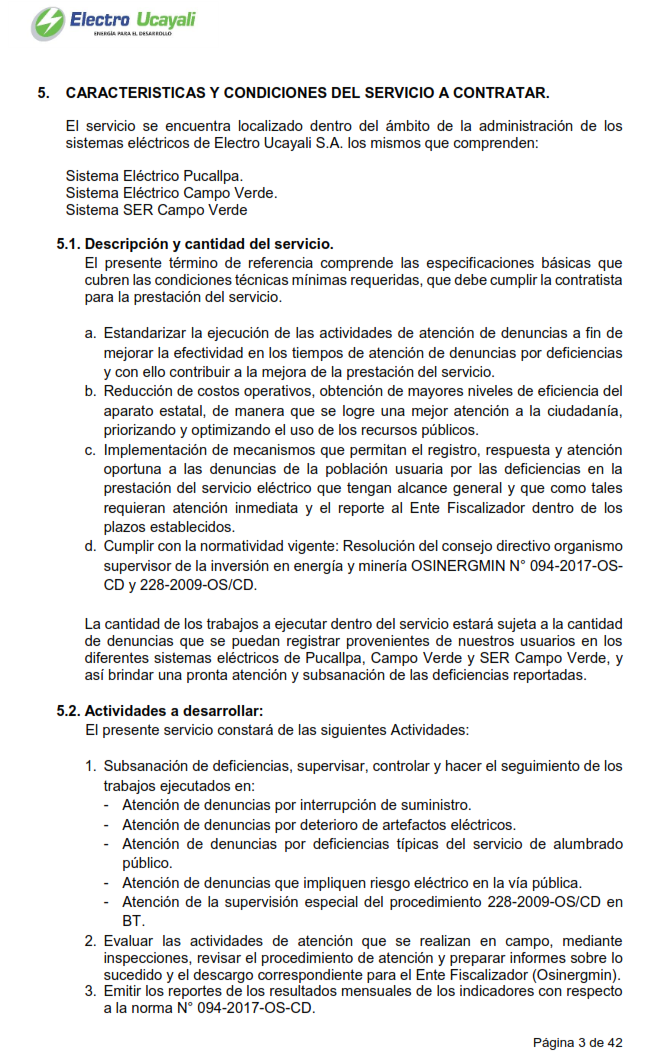 Electro Ucayali
ENERGÍA PARA EL DESARROLLO
5. CARACTERISTICAS Y CONDICIONES DEL SERVICIO A CONTRATAR.
El servicio se encuentra localizado dentro del ámbito de la administración de los
sistemas eléctricos de Electro Ucayali S.A. los mismos que comprenden:
Sistema Eléctrico Pucallpa.
Sistema Eléctrico Campo Verde.
Sistema SER Campo Verde
5.1. Descripción y cantidad del servicio.
El presente término de referencia comprende las especificaciones básicas que
cubren las condiciones técnicas mínimas requeridas, que debe cumplir la contratista
para la prestación del servicio.
a. Estandarizar la ejecución de las actividades de atención de denuncias a fin de
mejorar la efectividad en los tiempos de atención de denuncias por deficiencias
y con ello contribuir a la mejora de la prestación del servicio.
b. Reducción de costos operativos, obtención de mayores niveles de eficiencia del
aparato estatal, de manera que se logre una mejor atención a la ciudadanía,
priorizando y optimizando el uso de los recursos públicos.
c. Implementación de mecanismos que permitan el registro, respuesta y atención
oportuna a las denuncias de la población usuaria por las deficiencias en la
prestación del servicio eléctrico que tengan alcance general y que como tales
requieran atención inmediata y el reporte al Ente Fiscalizador dentro de los
plazos establecidos.
d. Cumplir con la normatividad vigente: Resolución del consejo directivo organismo
supervisor de la inversión en energía y minería OSINERGMIN N° 094-2017-OS-
CD y 228-2009-OS/CD.
La cantidad de los trabajos a ejecutar dentro del servicio estará sujeta a la cantidad
de denuncias que se puedan registrar provenientes de nuestros usuarios en los
diferentes sistemas eléctricos de Pucallpa, Campo Verde y SER Campo Verde, y
así brindar una pronta atención y subsanación de las deficiencias reportadas.
5.2. Actividades a desarrollar:
El presente servicio constará de las siguientes Actividades:
1. Subsanación de deficiencias, supervisar, controlar y hacer el seguimiento de los
trabajos ejecutados en:
- Atención de denuncias por interrupción de suministro.
- Atención de denuncias por deterioro de artefactos eléctricos.
- Atención de denuncias por deficiencias típicas del servicio de alumbrado
público.
- Atención de denuncias que impliquen riesgo eléctrico en la vía pública.
- Atención de la supervisión especial del procedimiento 228-2009-OS/CD en
BT.
2. Evaluar las actividades de atención que se realizan en campo, mediante
inspecciones, revisar el procedimiento de atención y preparar informes sobre lo
sucedido y el descargo correspondiente para el Ente Fiscalizador (Osinergmin).
3. Emitir los reportes de los resultados mensuales de los indicadores con respecto
a la norma N° 094-2017-OS-CD.
Página 3 de 42